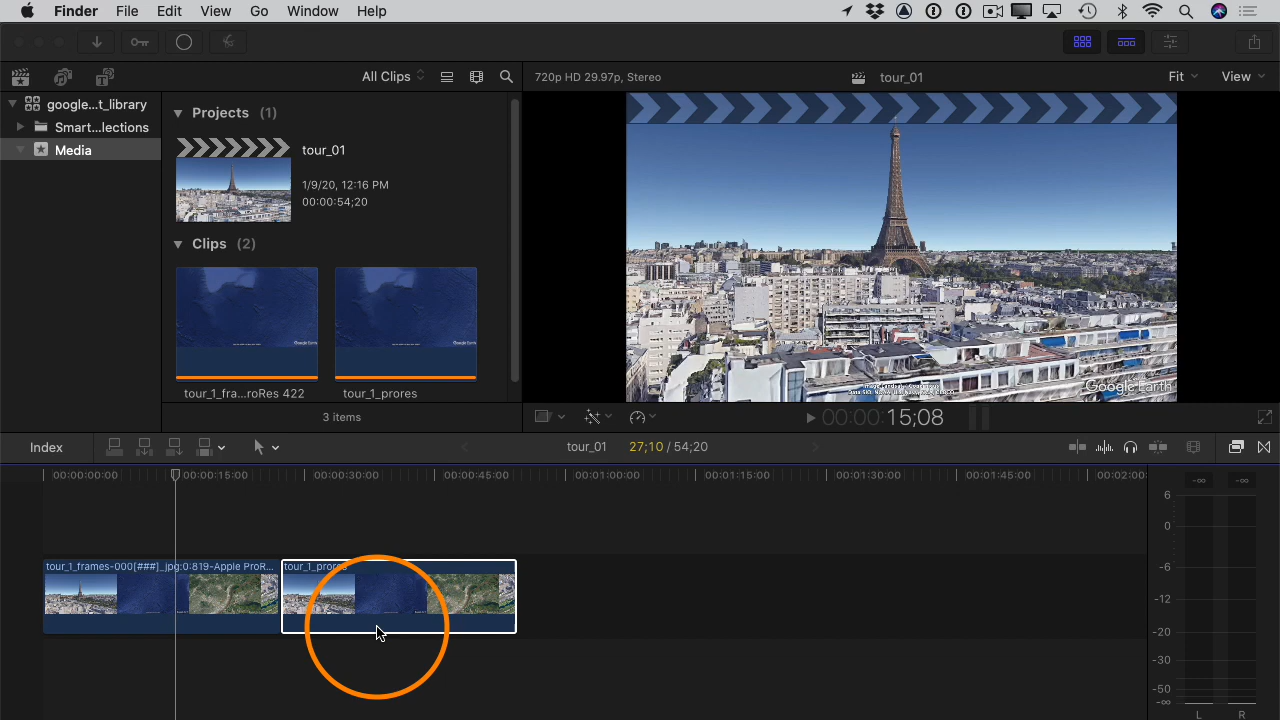 Finder File Edit View Go Window Help
All Clips
720p HD 29.97p, Stereo
tour_01
Fit
View
google...t_library
Smart...lections
Media
Projects (1)
tour_01
1/9/20, 12:16 PM
00:00:54;20
Clips (2)
tour_1_fra...roRes 422
tour_1_prores
3 items
Google Earth
00:00:15;08
Index
tour_01
27;10 / 54;20
00:00:00:00
00:00:15:00
00:00:30:00
00:00:45:00
00:01:00:00
00:01:15:00
00:01:30:00
00:01:45:00
00:02:00
tour_1_frames-000[###]_jpg:0:819-Apple ProR...
tour_1_prores
-∞ -∞
6
0
-6
-12
-20
-30
-50
-∞
L R